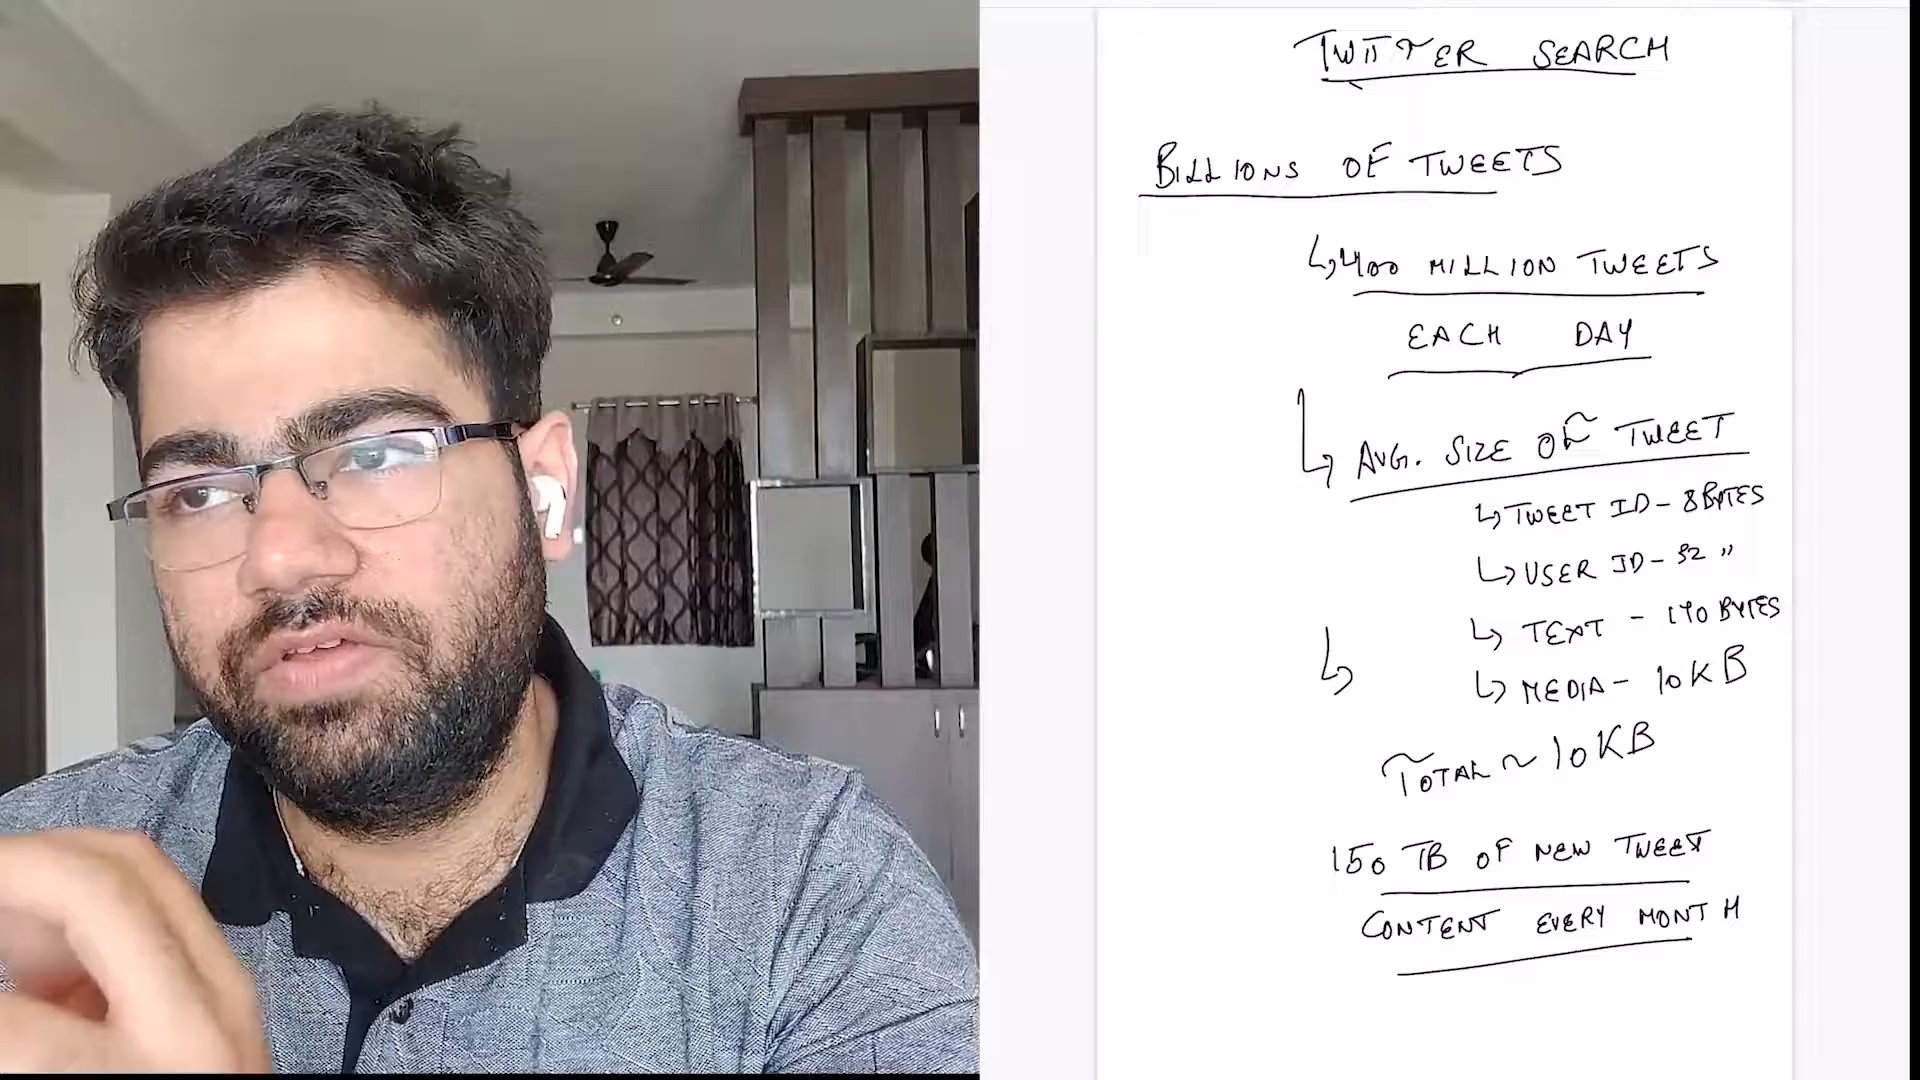 TWITTER SEARCH
BILLIONS OF TWEETS
↳ 400 MILLION TWEETS
EACH DAY
↳ AVG. SIZE OF TWEET
↳ TWEET ID - 8 BYTES
↳ USER ID - 32 "
↳ TEXT - 140 BYTES
↳ MEDIA - 10 KB
TOTAL ~ 10 KB
150 TB OF NEW TWEET
CONTENT EVERY MONTH